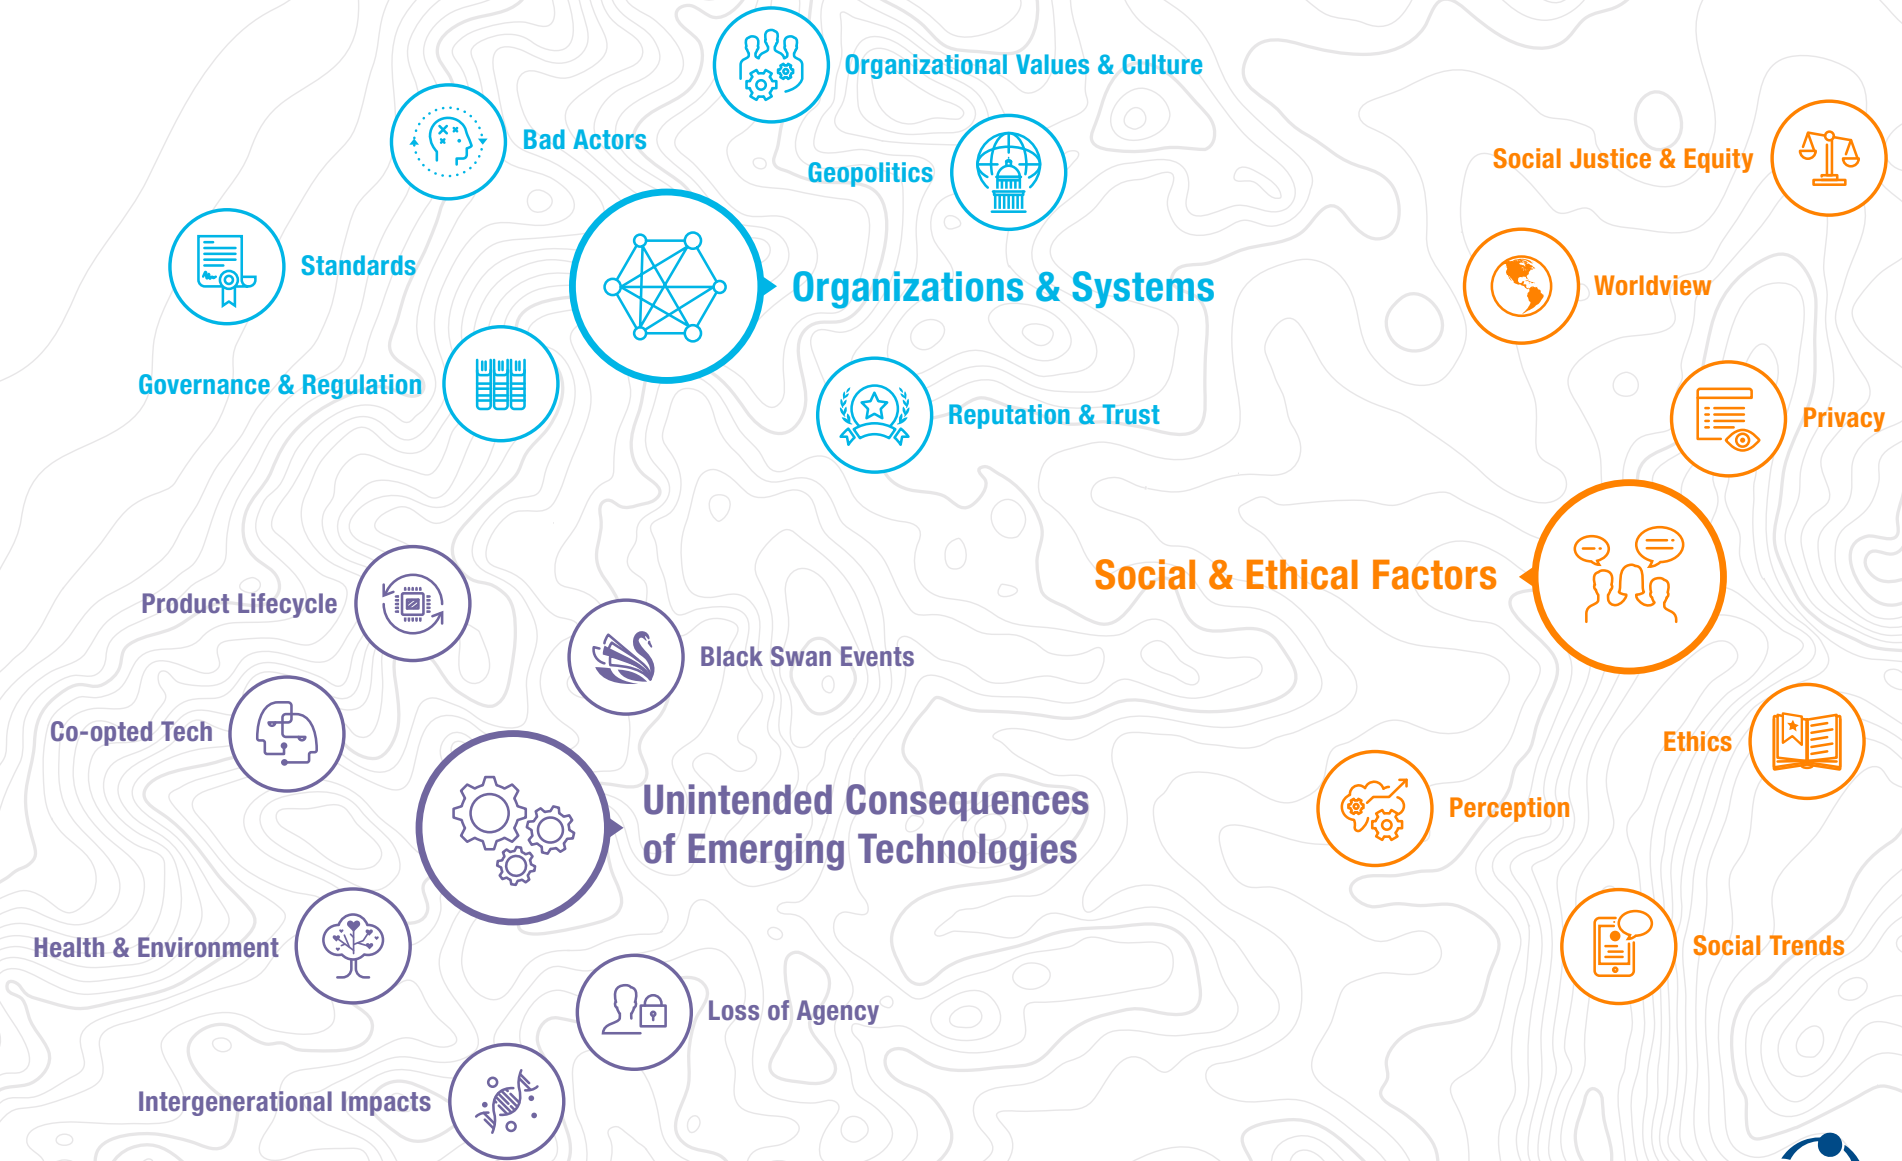 Organizational Values & Culture
Bad Actors
Geopolitics
Standards
Organizations & Systems
Governance & Regulation
Reputation & Trust
Social Justice & Equity
Worldview
Privacy
Social & Ethical Factors
Ethics
Perception
Social Trends
Product Lifecycle
Black Swan Events
Co-opted Tech
Unintended Consequences
of Emerging Technologies
Health & Environment
Loss of Agency
Intergenerational Impacts